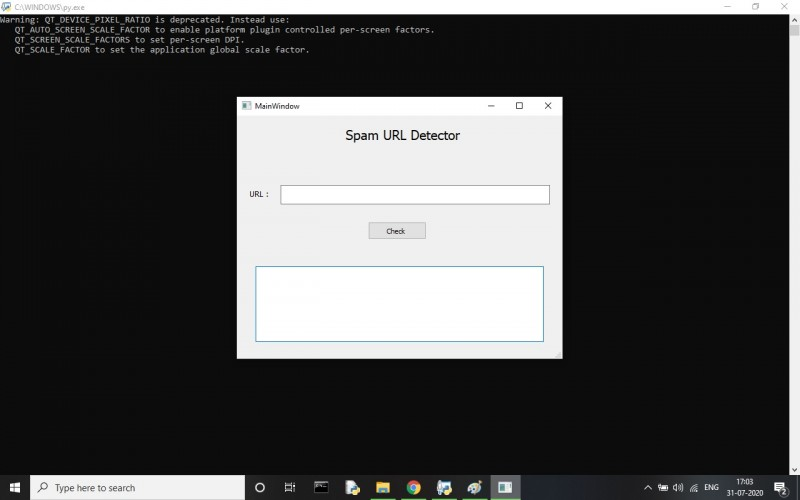 C:\WINDOWS\py.exe
Warning: QT_DEVICE_PIXEL_RATIO is deprecated. Instead use:
QT_AUTO_SCREEN_SCALE_FACTOR to enable platform plugin controlled per-screen factors.
QT_SCREEN_SCALE_FACTORS to set per-screen DPI.
QT_SCALE_FACTOR to set the application global scale factor.
MainWindow
Spam URL Detector
URL :
Check
Type here to search
ENG
17:03
31-07-2020
2